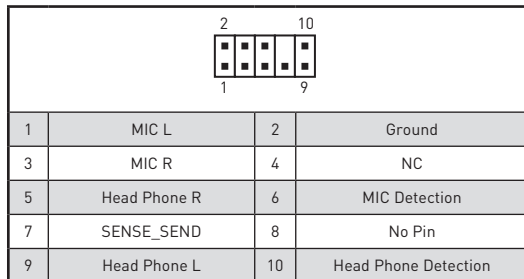 2 10
1 9
1 MIC L 2 Ground
3 MIC R 4 NC
5 Head Phone R 6 MIC Detection
7 SENSE_SEND 8 No Pin
9 Head Phone L 10 Head Phone Detection